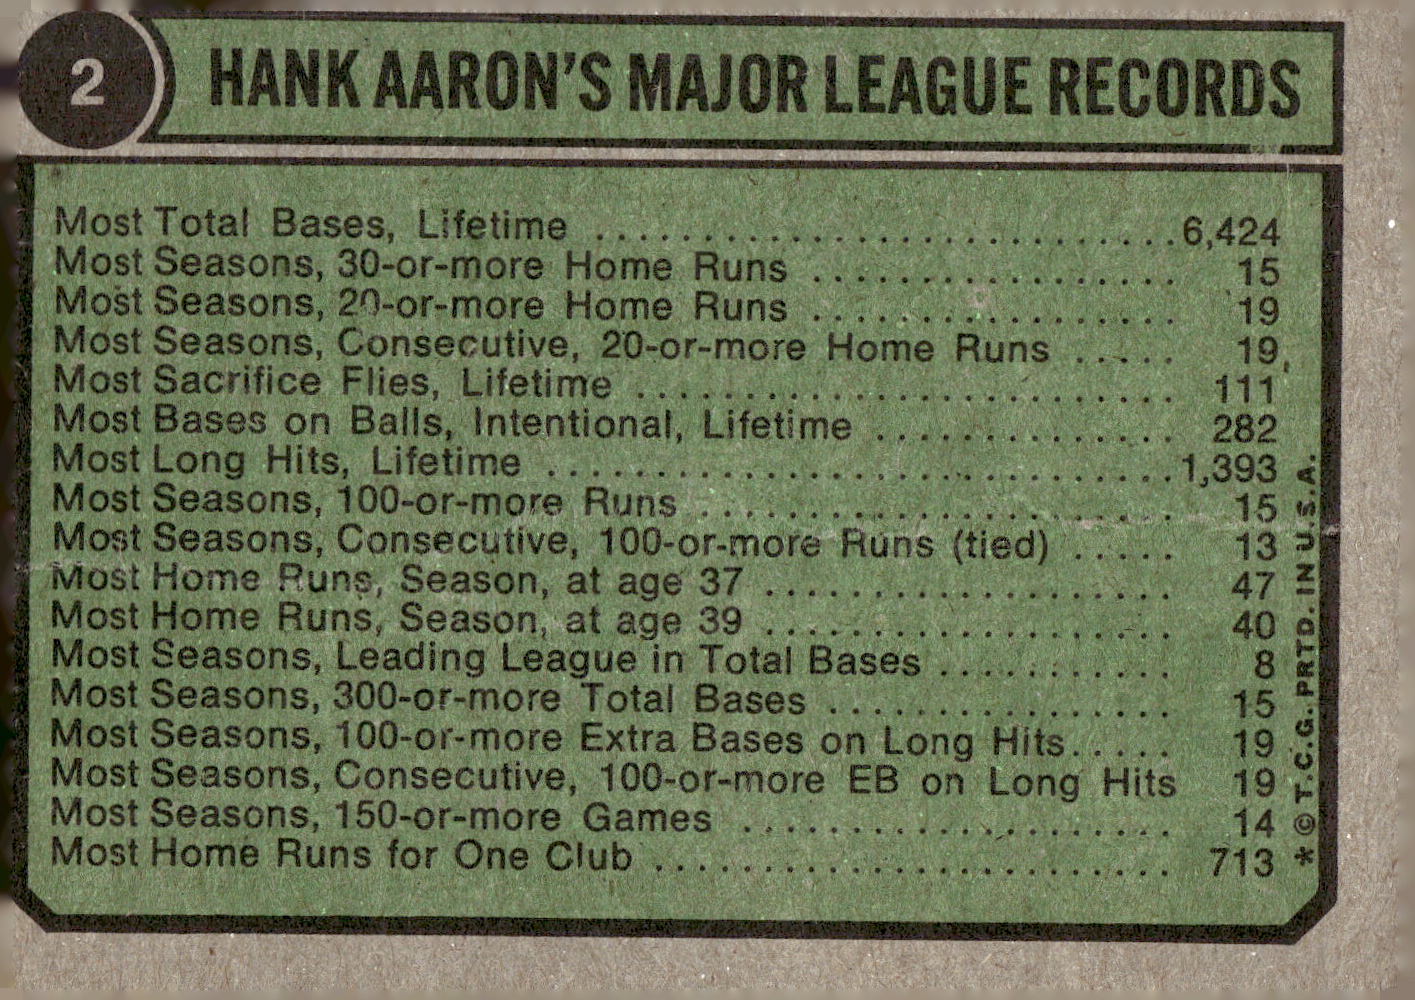 2
HANK AARON'S MAJOR LEAGUE RECORDS
Most Total Bases, Lifetime ........................... 6,424
Most Seasons, 30-or-more Home Runs ................. 15
Most Seasons, 20-or-more Home Runs ................. 19
Most Seasons, Consecutive, 20-or-more Home Runs ..... 19
Most Sacrifice Flies, Lifetime ......................... 111
Most Bases on Balls, Intentional, Lifetime .............. 282
Most Long Hits, Lifetime ............................. 1,393
Most Seasons, 100-or-more Runs ...................... 15
Most Seasons, Consecutive, 100-or-more Runs (tied) ..... 13
Most Home Runs, Season, at age 37 ................... 47
Most Home Runs, Season, at age 39 ................... 40
Most Seasons, Leading League in Total Bases ........... 8
Most Seasons, 300-or-more Total Bases ................ 15
Most Seasons, 100-or-more Extra Bases on Long Hits..... 19
Most Seasons, Consecutive, 100-or-more EB on Long Hits 19
Most Seasons, 150-or-more Games .................... 14
Most Home Runs for One Club ........................ 713
* © T.C.G. PRTD. IN U.S.A.